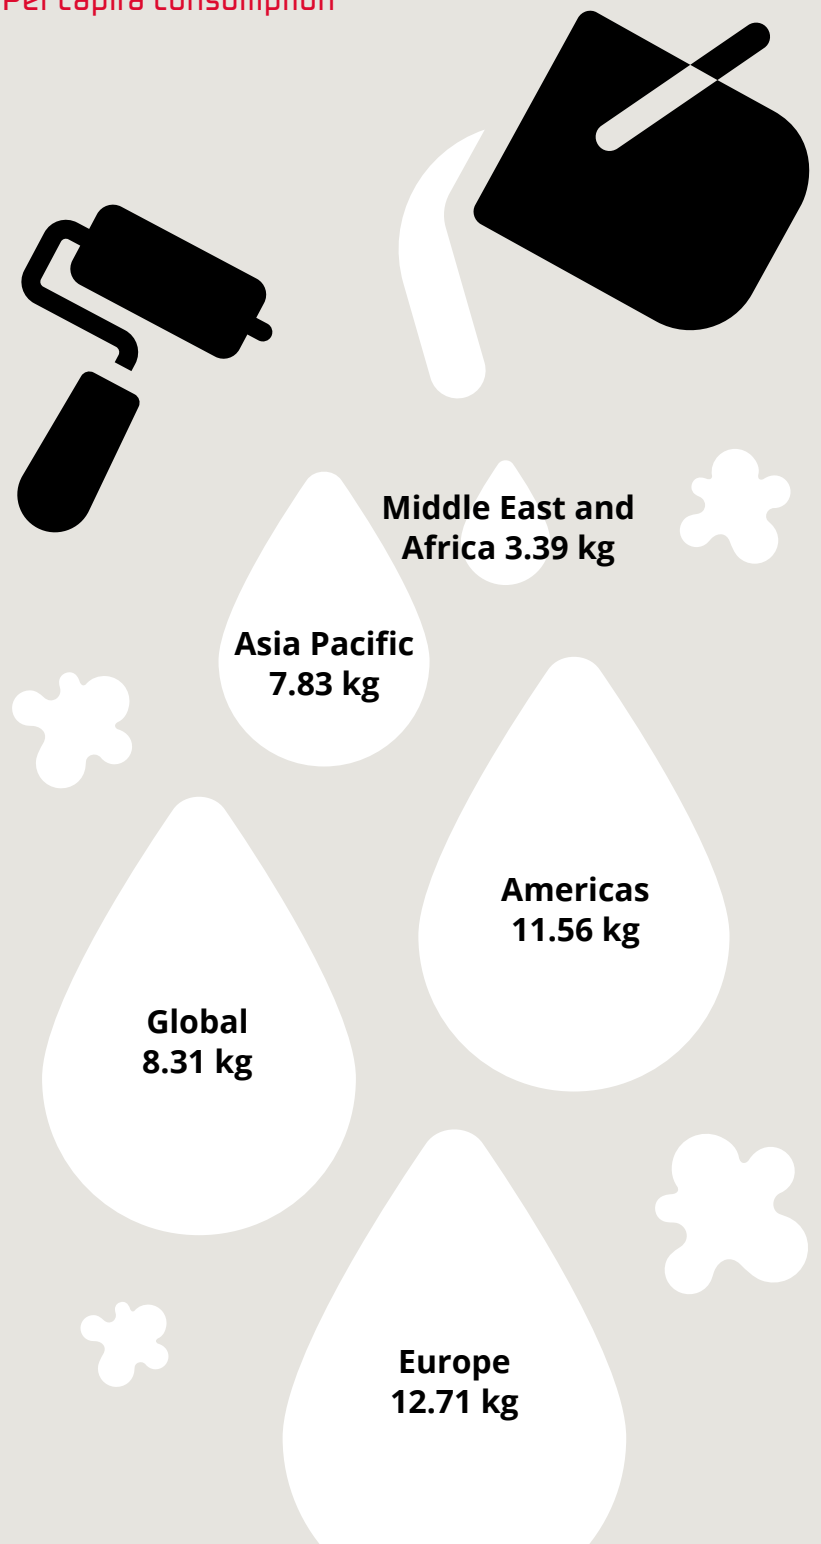 Per capita consumption
Middle East and
Africa 3.39 kg
Asia Pacific
7.83 kg
Americas
11.56 kg
Global
8.31 kg
Europe
12.71 kg